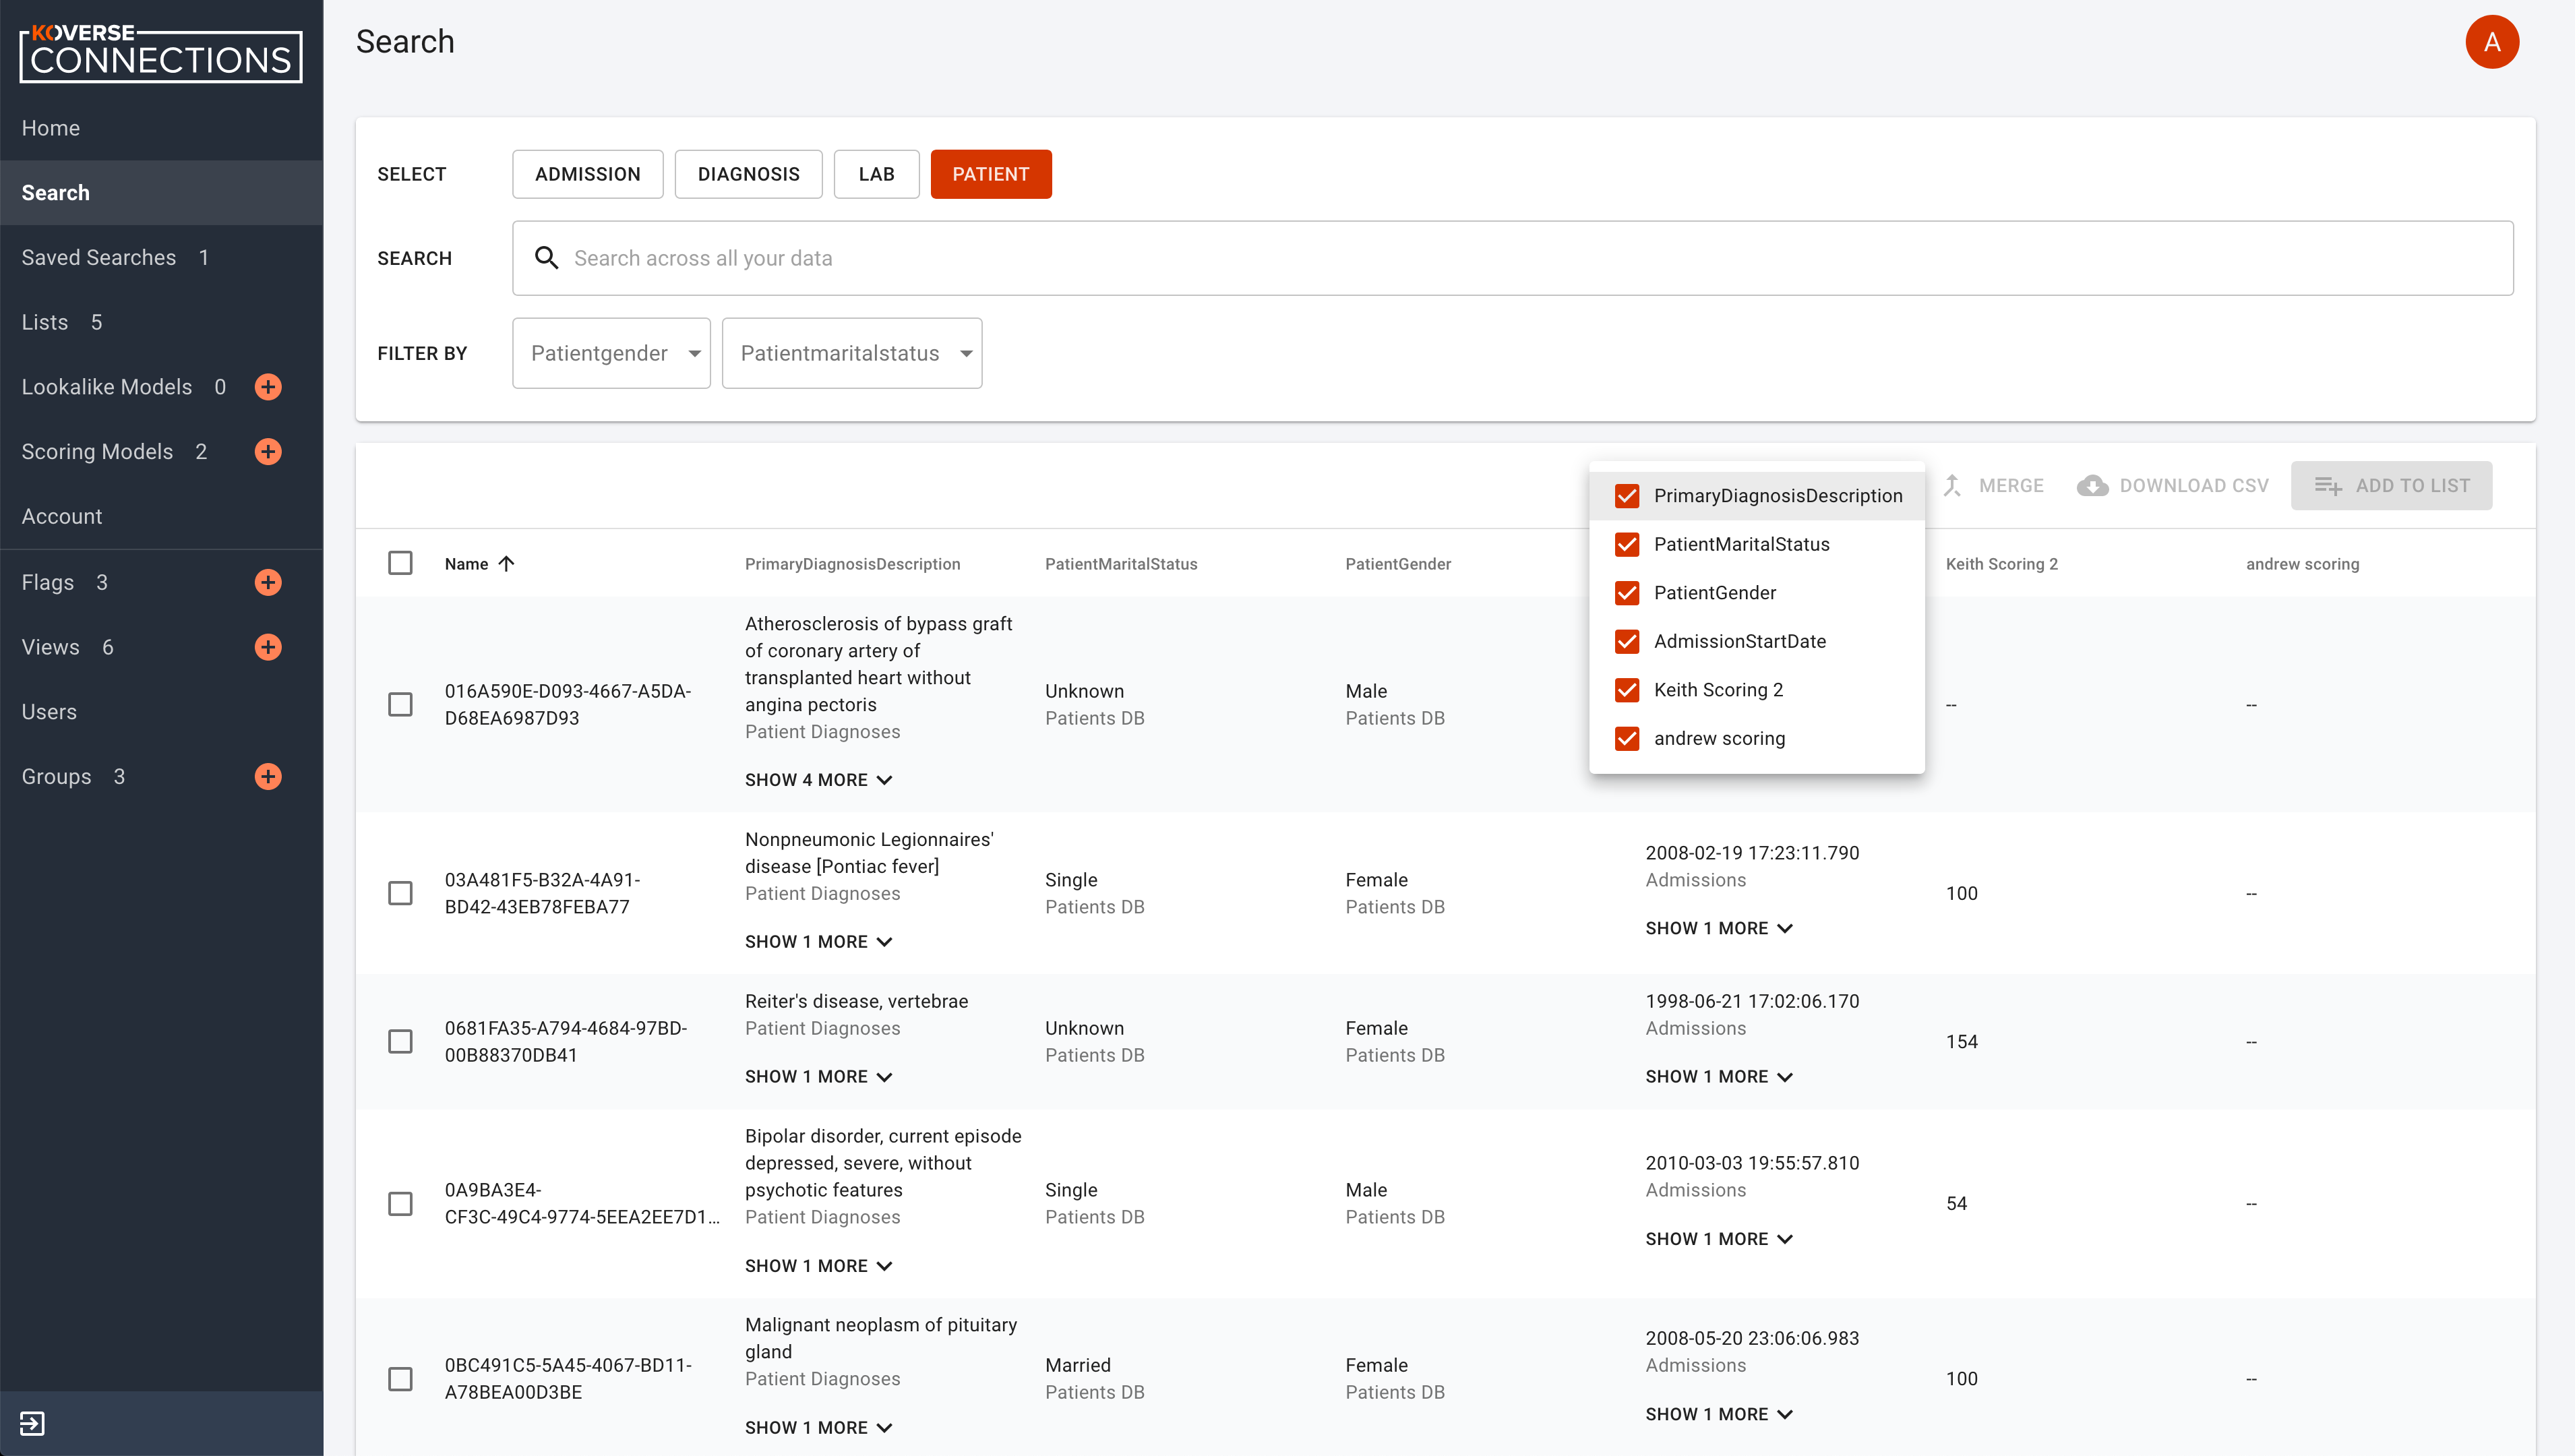 KOVERSE
CONNECTIONS
Home
Search
Saved Searches 1
Lists 5
Lookalike Models 0
Scoring Models 2
Account
Flags 3
Views 6
Users
Groups 3
Search
A
SELECT
ADMISSION
DIAGNOSIS
LAB
PATIENT
SEARCH
Search across all your data
FILTER BY
Patientgender
Patientmaritalstatus
MERGE
DOWNLOAD CSV
ADD TO LIST
PrimaryDiagnosisDescription
PatientMaritalStatus
PatientGender
AdmissionStartDate
Keith Scoring 2
andrew scoring
Name
PrimaryDiagnosisDescription
PatientMaritalStatus
PatientGender
Keith Scoring 2
andrew scoring
016A590E-D093-4667-A5DA-
D68EA6987D93
Atherosclerosis of bypass graft
of coronary artery of
transplanted heart without
angina pectoris
Patient Diagnoses
SHOW 4 MORE
Unknown
Patients DB
Male
Patients DB
--
--
03A481F5-B32A-4A91-
BD42-43EB78FEBA77
Nonpneumonic Legionnaires'
disease [Pontiac fever]
Patient Diagnoses
SHOW 1 MORE
Single
Patients DB
Female
Patients DB
2008-02-19 17:23:11.790
Admissions
SHOW 1 MORE
100
--
0681FA35-A794-4684-97BD-
00B88370DB41
Reiter's disease, vertebrae
Patient Diagnoses
SHOW 1 MORE
Unknown
Patients DB
Female
Patients DB
1998-06-21 17:02:06.170
Admissions
SHOW 1 MORE
154
--
0A9BA3E4-
CF3C-49C4-9774-5EEA2EE7D1...
Bipolar disorder, current episode
depressed, severe, without
psychotic features
Patient Diagnoses
SHOW 1 MORE
Single
Patients DB
Male
Patients DB
2010-03-03 19:55:57.810
Admissions
SHOW 1 MORE
54
--
0BC491C5-5A45-4067-BD11-
A78BEA00D3BE
Malignant neoplasm of pituitary
gland
Patient Diagnoses
SHOW 1 MORE
Married
Patients DB
Female
Patients DB
2008-05-20 23:06:06.983
Admissions
SHOW 1 MORE
100
--